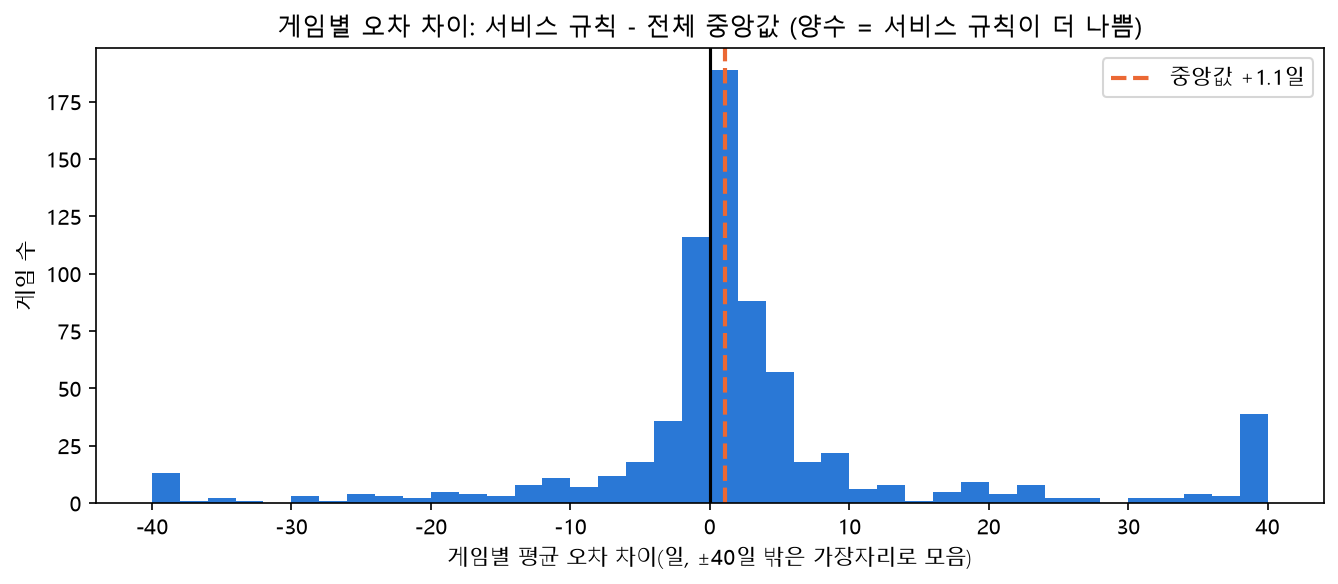 게임별 오차 차이: 서비스 규칙 - 전체 중앙값 (양수 = 서비스 규칙이 더 나쁨)
중앙값 +1.1일
게임 수
175
150
125
100
75
50
25
0
-40 -30 -20 -10 0 10 20 30 40
게임별 평균 오차 차이(일, ±40일 밖은 가장자리로 모음)